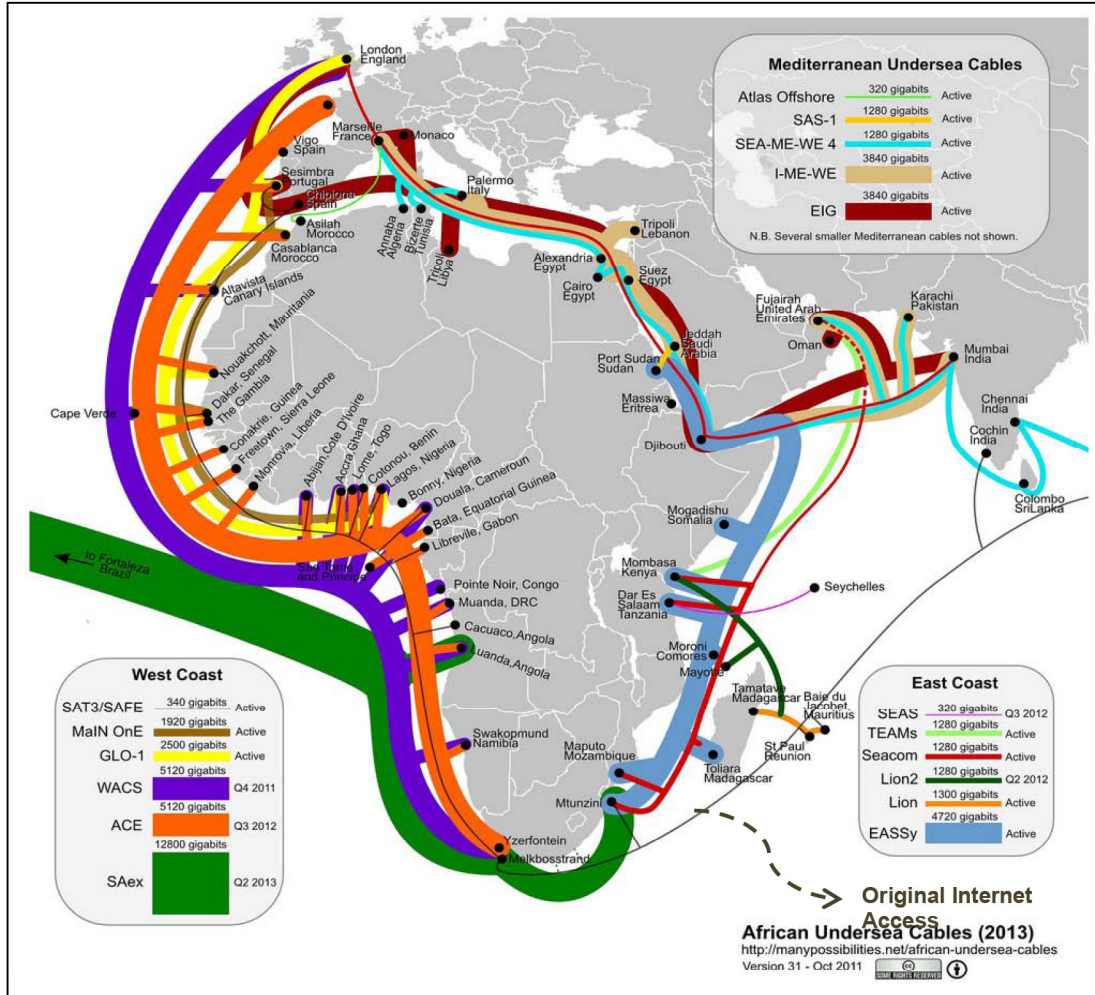 London
England
Marseille
France
Monaco
Vigo
Spain
Sesimbra
Portugal
Chipiona
Spain
Asilah
Morocco
Casablanca
Morocco
Annaba
Algeria
Bizerte
Tunisia
Palermo
Italy
Tripoli
Libya
Alexandria
Egypt
Cairo
Egypt
Tripoli
Lebanon
Suez
Egypt
Altavista
Canary Islands
Nouakchott, Mauritania
Dakar, Senegal
The Gambia
Cape Verde
Conakrie, Guinea
Freetown, Sierra Leone
Monrovia, Liberia
Abijan,Cote D'Ivoire
Accra,Ghana
Lome, Togo
Cotonou, Benin
Lagos, Nigeria
Bonny, Nigeria
Douala, Cameroun
Bata, Equatorial Guinea
Libreville, Gabon
Sao Tome
and Principe
Pointe Noir, Congo
Muanda, DRC
Cacuaco,Angola
Luanda,Angola
Swakopmund
Namibia
Yzerfontein
Melkbosstrand
to Fortaleza
Brazil
Port Sudan
Sudan
Jeddah
Saudi
Arabia
Massiwa
Eritrea
Djibouti
Fujairah
United Arab
Emirates
Oman
Karachi
Pakistan
Mumbai
India
Chennai
India
Cochin
India
Colombo
SriLanka
Mogadishu
Somalia
Mombasa
Kenya
Dar Es
Salaam
Tanzania
Seychelles
Moroni
Comores
Mayotte
Tamatave
Madagascar
Baie du
Jacobet
Mauritius
St Paul
Reunion
Maputo
Mozambique
Toliara
Madagascar
Mtunzini
Mediterranean Undersea Cables
Atlas Offshore 320 gigabits Active
SAS-1 1280 gigabits Active
SEA-ME-WE 4 1280 gigabits Active
I-ME-WE 3840 gigabits Active
EIG 3840 gigabits Active
N.B. Several smaller Mediterranean cables not shown.
West Coast
SAT3/SAFE 340 gigabits Active
MaIN OnE 1920 gigabits Active
GLO-1 2500 gigabits Active
WACS 5120 gigabits Q4 2011
ACE 5120 gigabits Q3 2012
SAex 12800 gigabits Q2 2013
East Coast
SEAS 320 gigabits Q3 2012
TEAMs 1280 gigabits Active
Seacom 1280 gigabits Active
Lion2 1280 gigabits Q2 2012
Lion 1300 gigabits Active
EASSy 4720 gigabits Active
Original Internet
Access
African Undersea Cables (2013)
http://manypossibilities.net/african-undersea-cables
Version 31 - Oct 2011
cc
SOME RIGHTS RESERVED